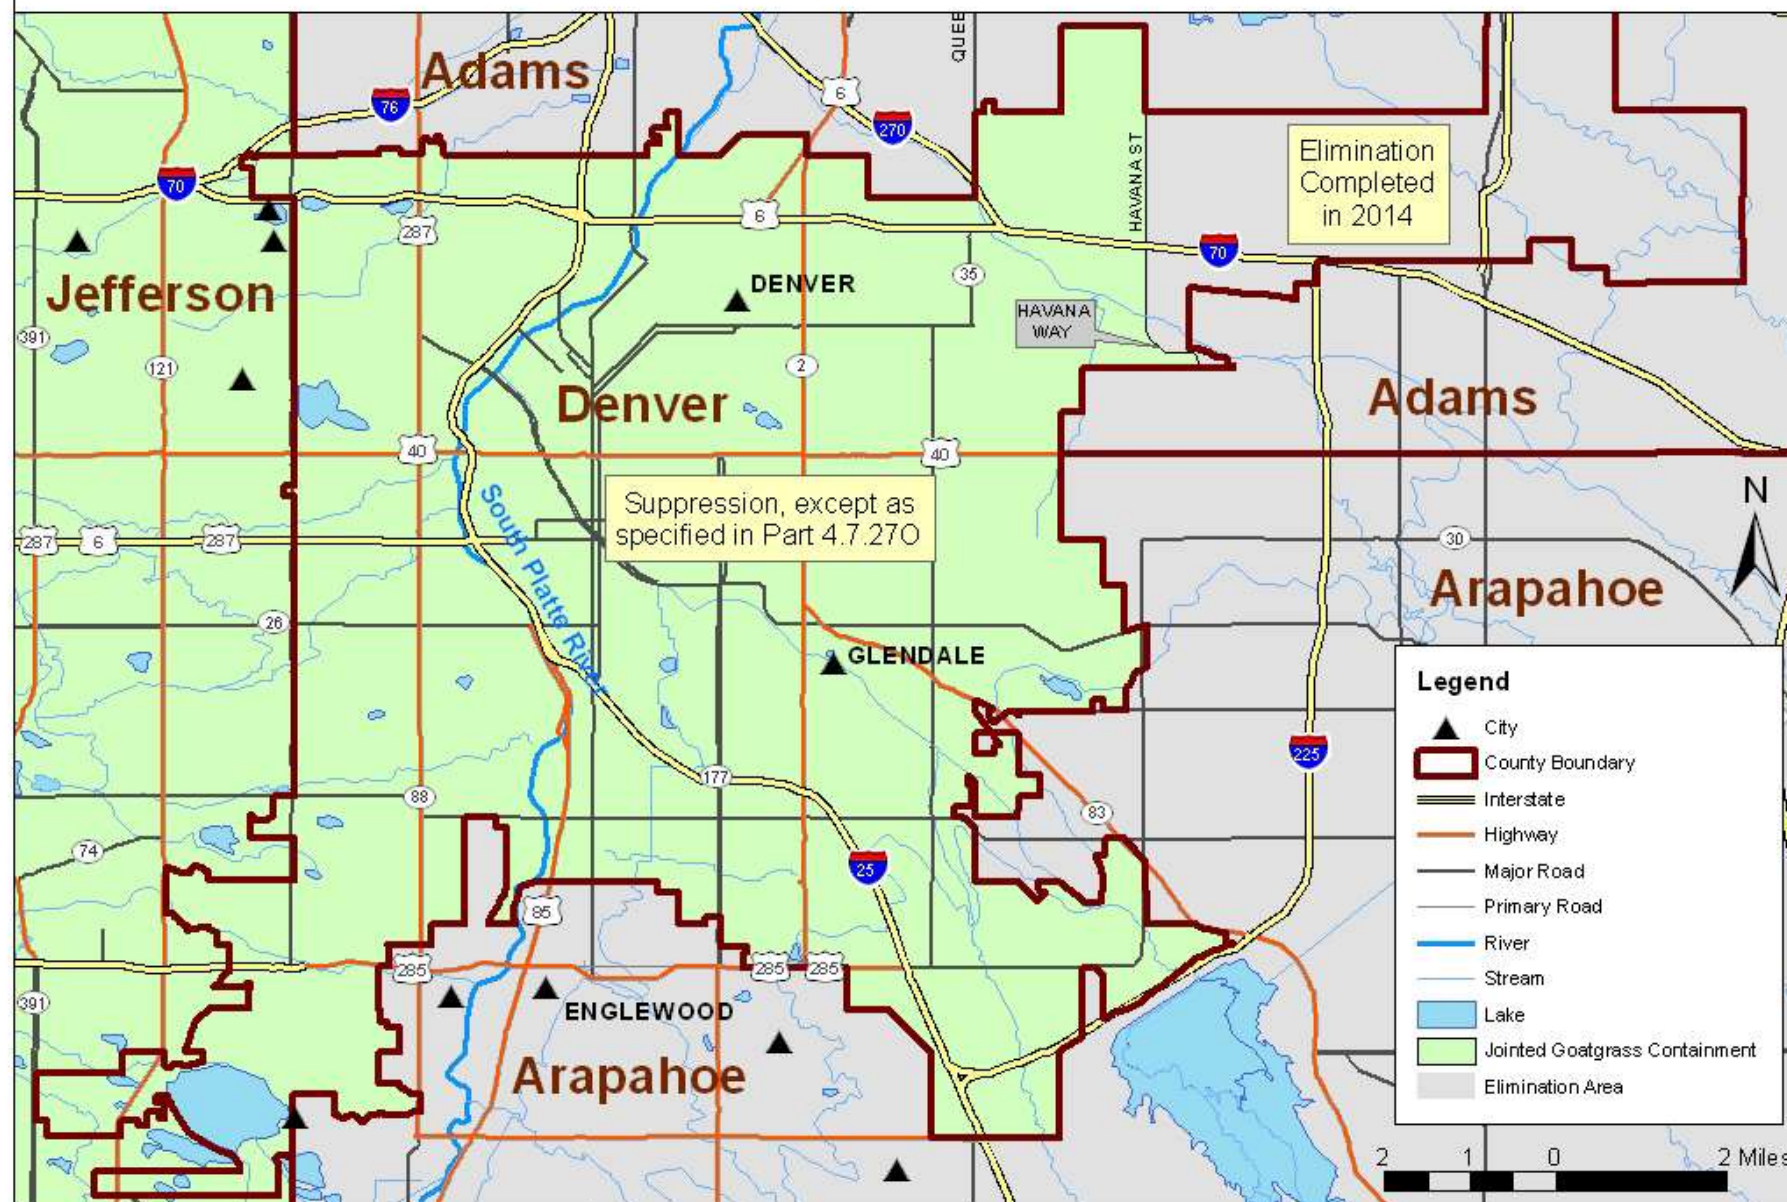 Adams
QUEE
76
6
270
HAVANA ST
Elimination
Completed
in 2014
70
287
6
70
35
DENVER
Jefferson
HAVANA
WAY
391
121
2
Denver
Adams
40
40
South Platte River
Suppression, except as
specified in Part 4.7.27O
N
287
6
287
30
Arapahoe
26
GLENDALE
Legend
City
County Boundary
Interstate
Highway
Major Road
Primary Road
River
Stream
Lake
Jointed Goatgrass Containment
Elimination Area
225
177
88
83
74
25
85
285
285
285
391
ENGLEWOOD
Arapahoe
2 1 0 2 Miles